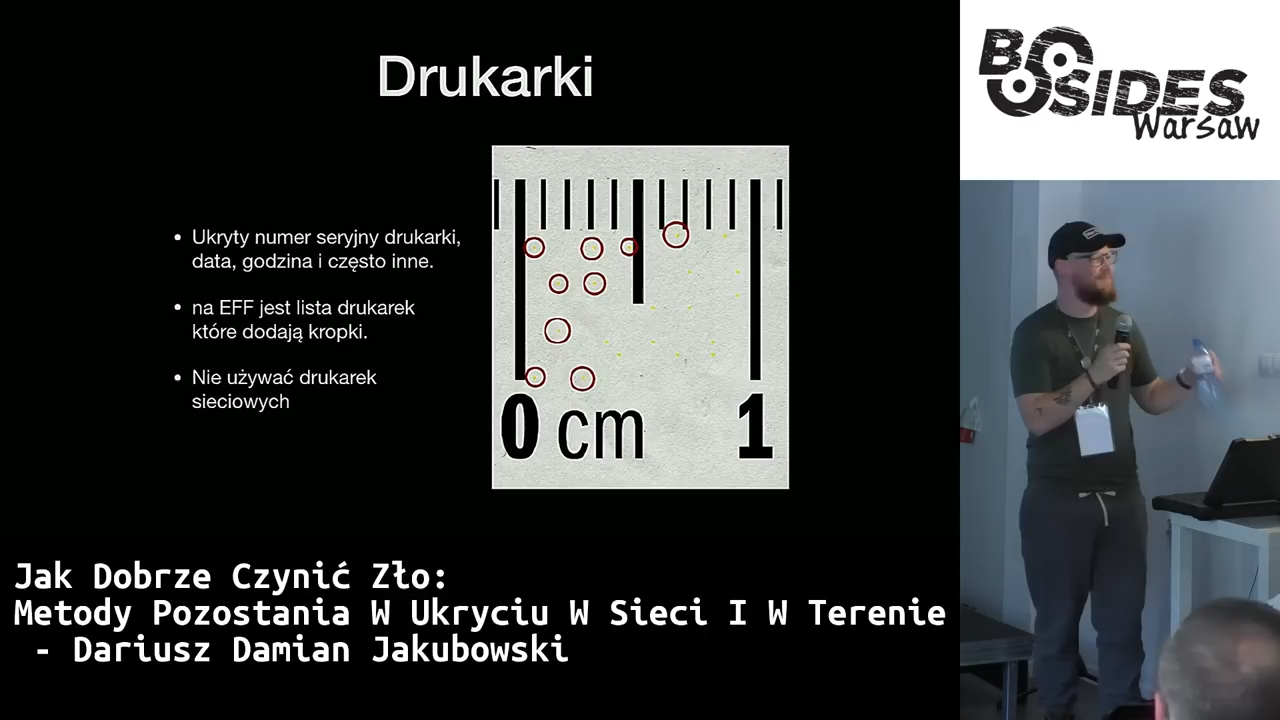 Drukarki
Ukryty numer seryjny drukarki,
data, godzina i często inne.
na EFF jest lista drukarek
które dodają kropki.
Nie używać drukarek
sieciowych
0 cm 1
BSIDES
Warsaw
Jak Dobrze Czynić Zło:
Metody Pozostania W Ukryciu W Sieci I W Terenie
- Dariusz Damian Jakubowski